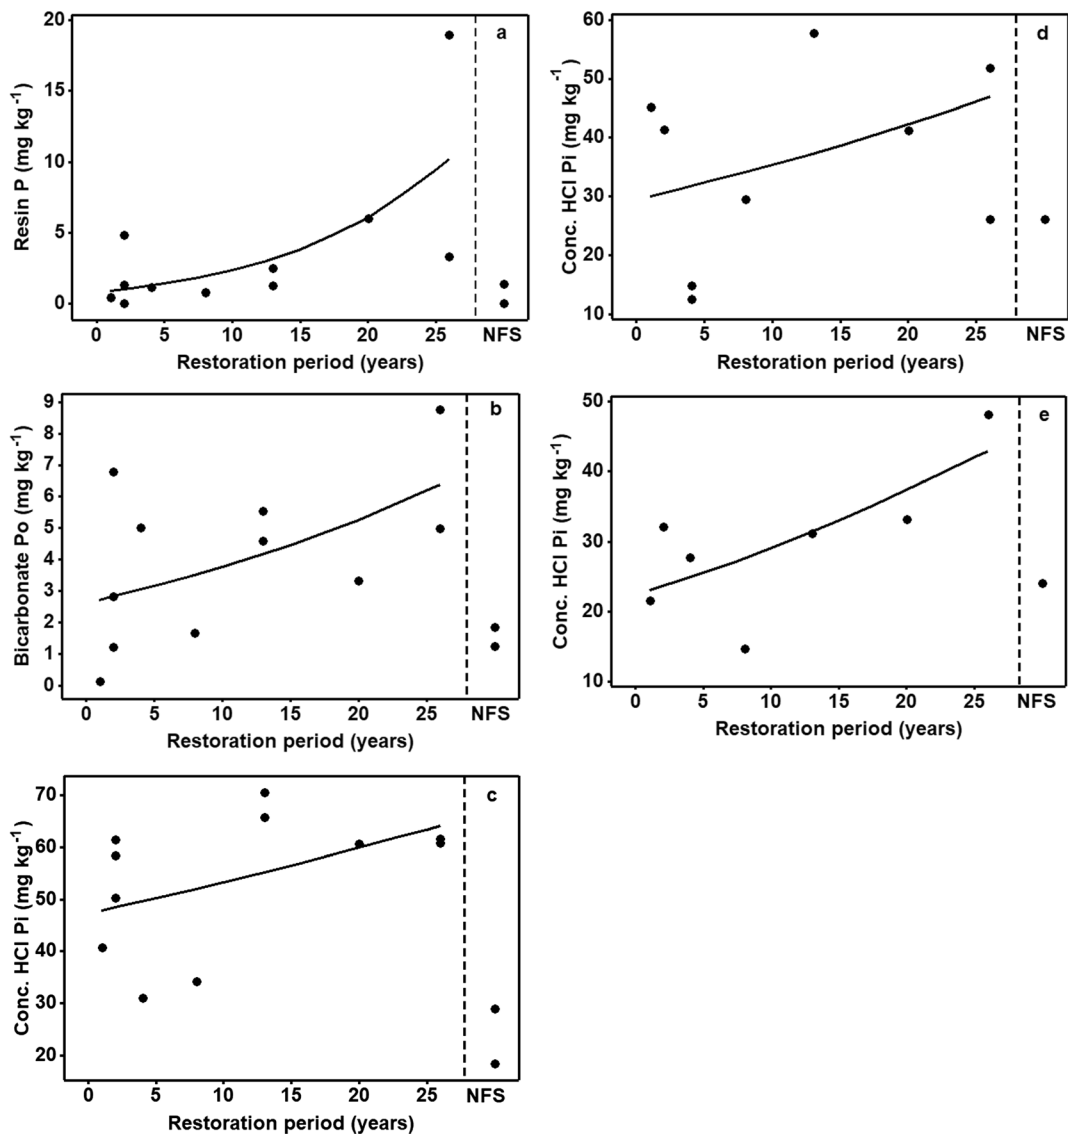 a
Resin P (mg kg-1)
20
15
10
5
0
0 5 10 15 20 25 NFS
Restoration period (years)
d
Conc. HCl Pi (mg kg-1)
60
50
40
30
20
10
0 5 10 15 20 25 NFS
Restoration period (years)
b
Bicarbonate Po (mg kg-1)
9
8
7
6
5
4
3
2
1
0
0 5 10 15 20 25 NFS
Restoration period (years)
e
Conc. HCl Pi (mg kg-1)
50
40
30
20
10
0 5 10 15 20 25 NFS
Restoration period (years)
c
Conc. HCl Pi (mg kg-1)
70
60
50
40
30
20
0 5 10 15 20 25 NFS
Restoration period (years)